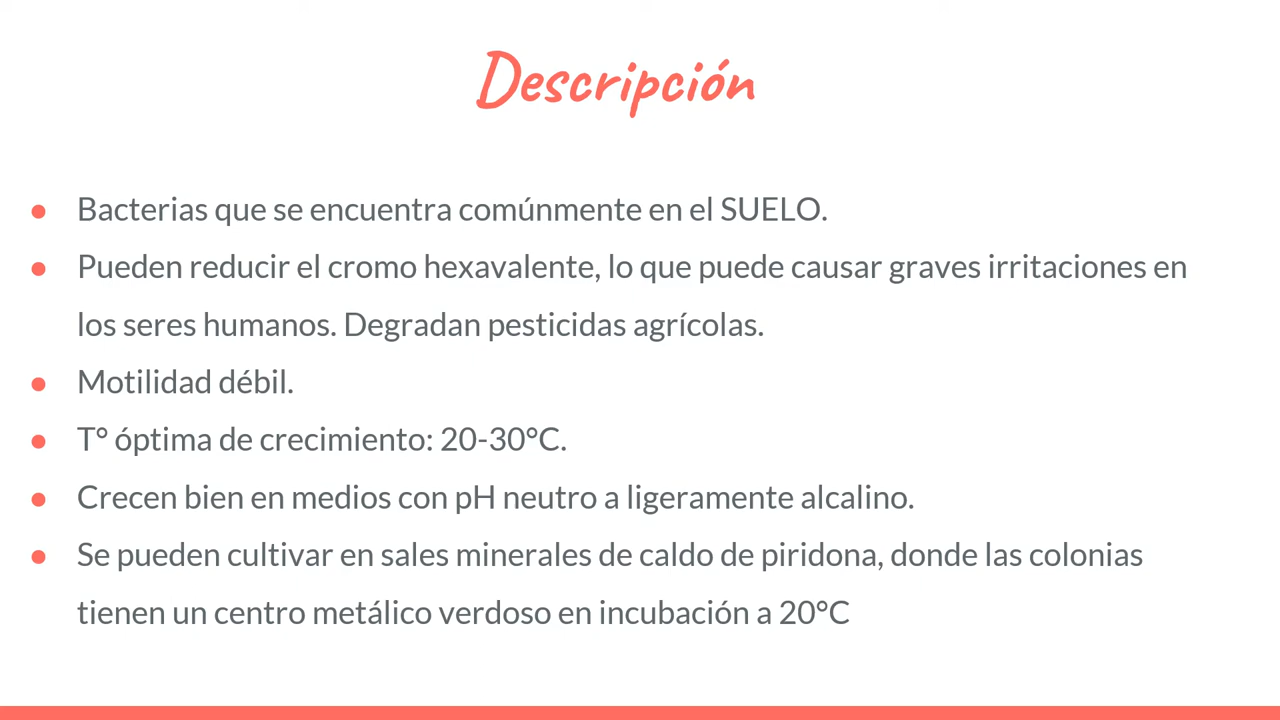 Descripción
● Bacterias que se encuentra comúnmente en el SUELO.
● Pueden reducir el cromo hexavalente, lo que puede causar graves irritaciones en
los seres humanos. Degradan pesticidas agrícolas.
● Motilidad débil.
● T° óptima de crecimiento: 20-30°C.
● Crecen bien en medios con pH neutro a ligeramente alcalino.
● Se pueden cultivar en sales minerales de caldo de piridona, donde las colonias
tienen un centro metálico verdoso en incubación a 20°C